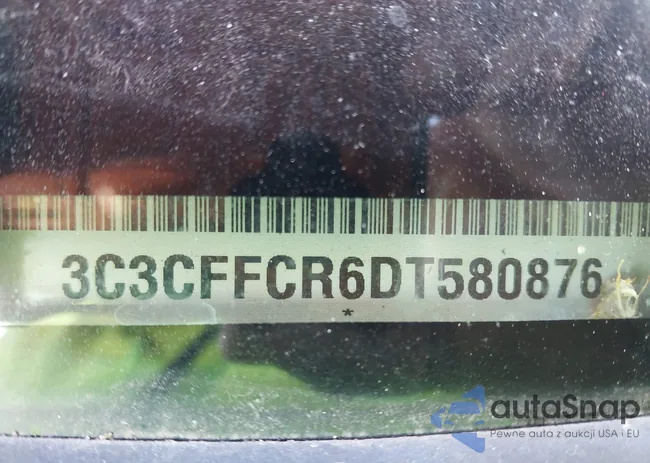 3C3CFFCR6DT580876
*
autaSnap
Pewne auta z aukcji USA i EU